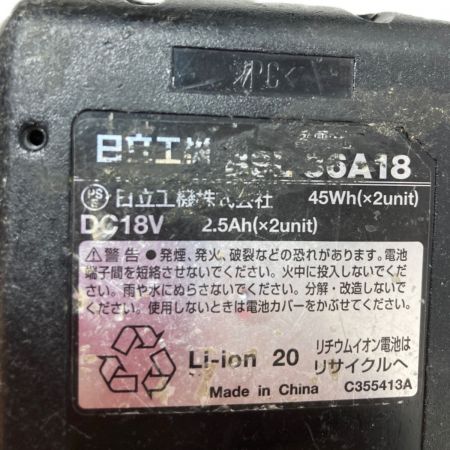 >PC<
日立工機 BSL 36A18
日立工機株式会社 45Wh(×2unit)
DC18V 2.5Ah(×2unit)
⚠警告 ●発煙、発火、破裂などの恐れがあります。電池
端子間を短絡させないでください。火中に投入しないでくだ
さい。雨や水にぬらさないでください。分解・改造しないで
ください。使用しないときは電池カバーをかぶせてください。
Li-ion 20
リチウムイオン電池は
リサイクルへ
Made in China C355413A